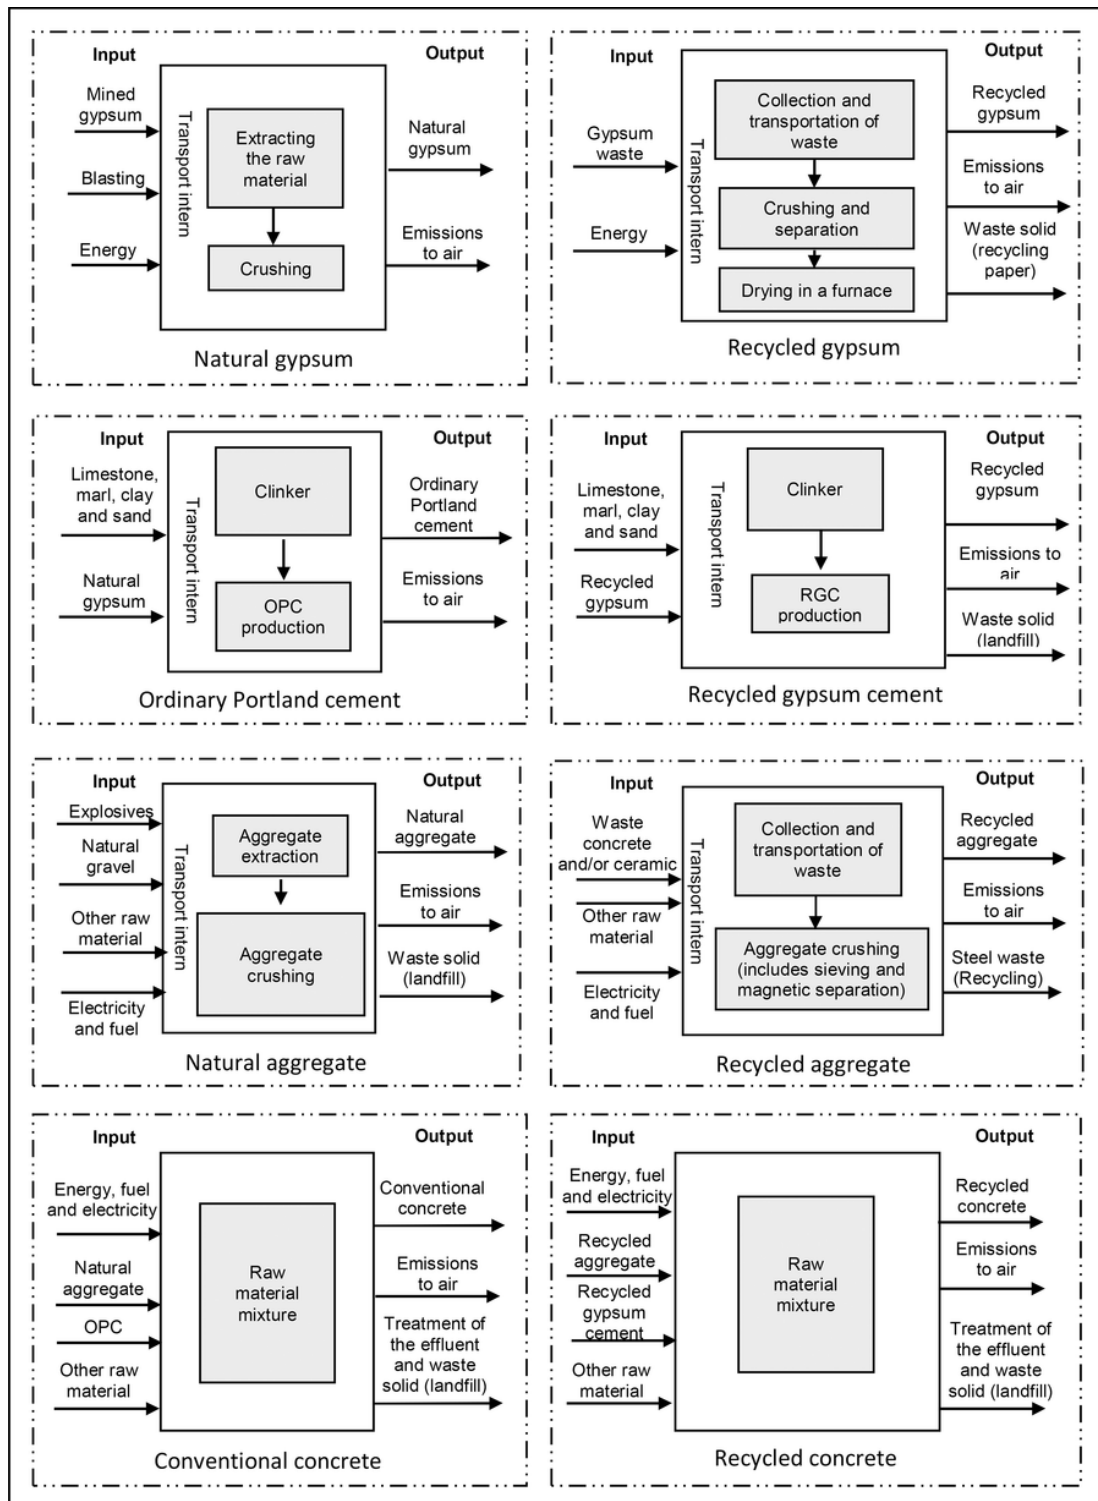 Input
Output
Mined
gypsum
Blasting
Energy
Transport intern
Extracting
the raw
material
Crushing
Natural
gypsum
Emissions
to air
Natural gypsum
Input
Output
Gypsum
waste
Energy
Transport intern
Collection and
transportation of
waste
Crushing and
separation
Drying in a furnace
Recycled
gypsum
Emissions
to air
Waste solid
(recycling
paper)
Recycled gypsum
Input
Output
Limestone,
marl, clay
and sand
Natural
gypsum
Transport intern
Clinker
OPC
production
Ordinary
Portland
cement
Emissions
to air
Ordinary Portland cement
Input
Output
Limestone,
marl, clay
and sand
Recycled
gypsum
Transport intern
Clinker
RGC
production
Recycled
gypsum
Emissions to
air
Waste solid
(landfill)
Recycled gypsum cement
Input
Output
Explosives
Natural
gravel
Other raw
material
Electricity
and fuel
Transport intern
Aggregate
extraction
Aggregate
crushing
Natural
aggregate
Emissions
to air
Waste solid
(landfill)
Natural aggregate
Input
Output
Waste
concrete
and/or ceramic
Other raw
material
Electricity
and fuel
Transport intern
Collection and
transportation of
waste
Aggregate crushing
(includes sieving and
magnetic separation)
Recycled
aggregate
Emissions
to air
Steel waste
(Recycling)
Recycled aggregate
Input
Output
Energy, fuel
and electricity
Natural
aggregate
OPC
Other raw
material
Raw
material
mixture
Conventional
concrete
Emissions
to air
Treatment of
the effluent
and waste
solid (landfill)
Conventional concrete
Input
Output
Energy, fuel
and electricity
Recycled
aggregate
Recycled
gypsum
cement
Other raw
material
Raw
material
mixture
Recycled
concrete
Emissions
to air
Treatment of
the effluent
and waste
solid (landfill)
Recycled concrete